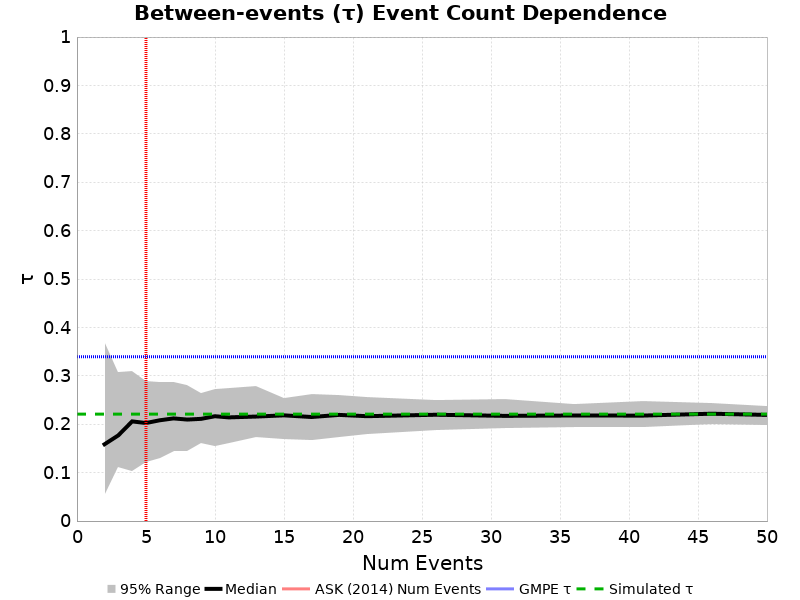 Between-events (τ) Event Count Dependence
1
0.9
0.8
0.7
0.6
0.5
0.4
0.3
0.2
0.1
0
τ
0 5 10 15 20 25 30 35 40 45 50
Num Events
95% Range Median ASK (2014) Num Events GMPE τ Simulated τ